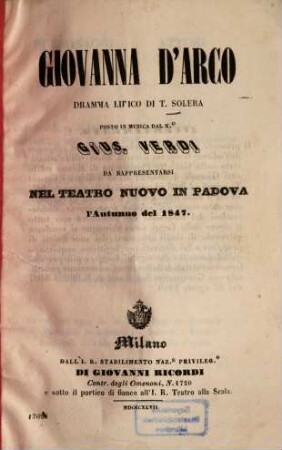 GIOVANNA D'ARCO
DRAMMA LIRICO DI T. SOLERA
POSTO IN MUSICA DAL M.º
GIUS. VERDI
DA RAPPRESENTARSI
NEL TEATRO NUOVO IN PADOVA
l'Autunno del 1847.
Milano
DALL'I. R. STABILIMENTO NAZ.E PRIVILEG.º
DI GIOVANNI RICORDI
Contr. degli Omenoni, N. 1720
e sotto il portico di fianco all'I. R. Teatro alla Scala.
MDCCCXLVII